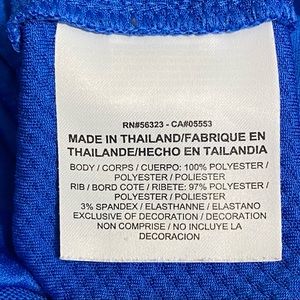 RN#56323 - CA#05553
MADE IN THAILAND/FABRIQUE EN
THAILANDE/HECHO EN TAILANDIA
BODY / CORPS / CUERPO: 100% POLYESTER
/ POLYESTER / POLIESTER
RIB / BORD COTE / RIBETE: 97% POLYESTER /
POLYESTER / POLIESTER
3% SPANDEX / ELASTHANNE / ELASTANO
EXCLUSIVE OF DECORATION / DECORATION
NON COMPRISE / NO INCLUYE LA
DECORACION